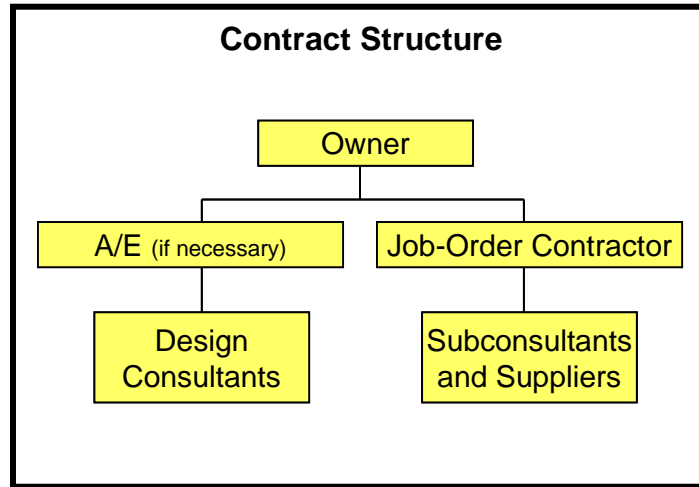 Contract Structure
Owner
A/E (if necessary)
Job-Order Contractor
Design
Consultants
Subconsultants
and Suppliers